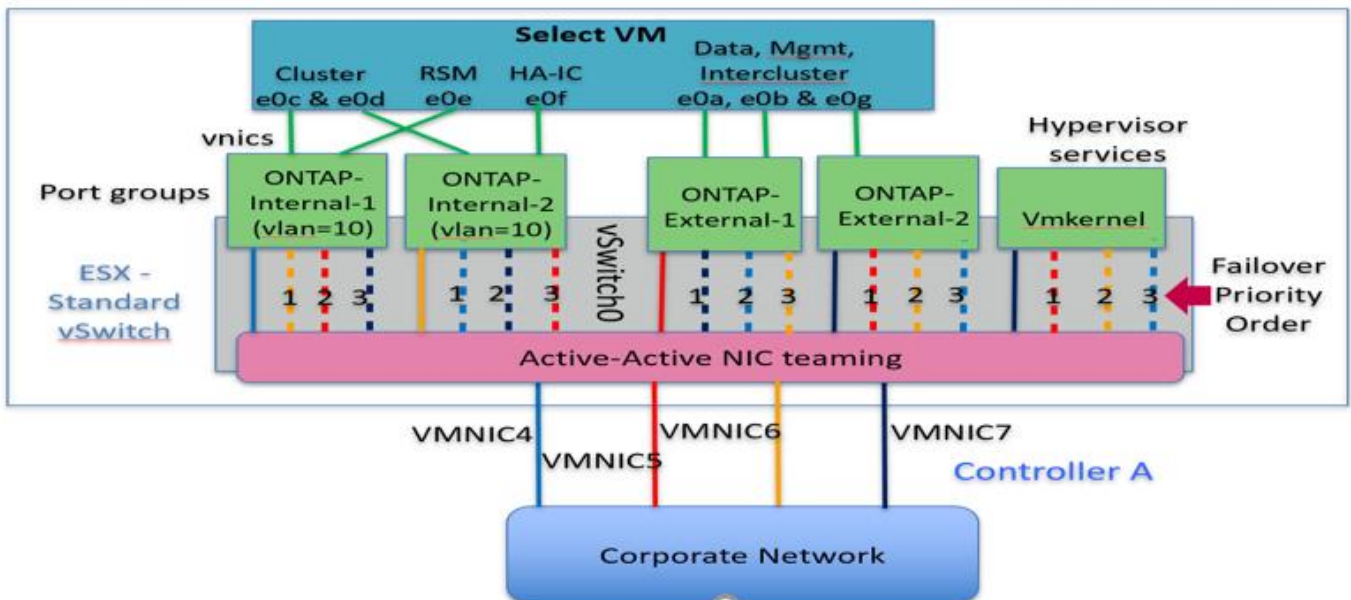 Select VM
Cluster
e0c & e0d
RSM
e0e
HA-IC
e0f
Data, Mgmt,
Intercluster
e0a, e0b & e0g
vnics
Hypervisor
services
Port groups
ONTAP-
Internal-1
(vlan=10)
ONTAP-
Internal-2
(vlan=10)
ONTAP-
External-1
ONTAP-
External-2
Vmkernel
vSwitch0
ESX -
Standard
vSwitch
1 2 3
1 2 3
1 2 3
1 2 3
1 2 3
Failover
Priority
Order
Active-Active NIC teaming
VMNIC4
VMNIC5
VMNIC6
VMNIC7
Controller A
Corporate Network